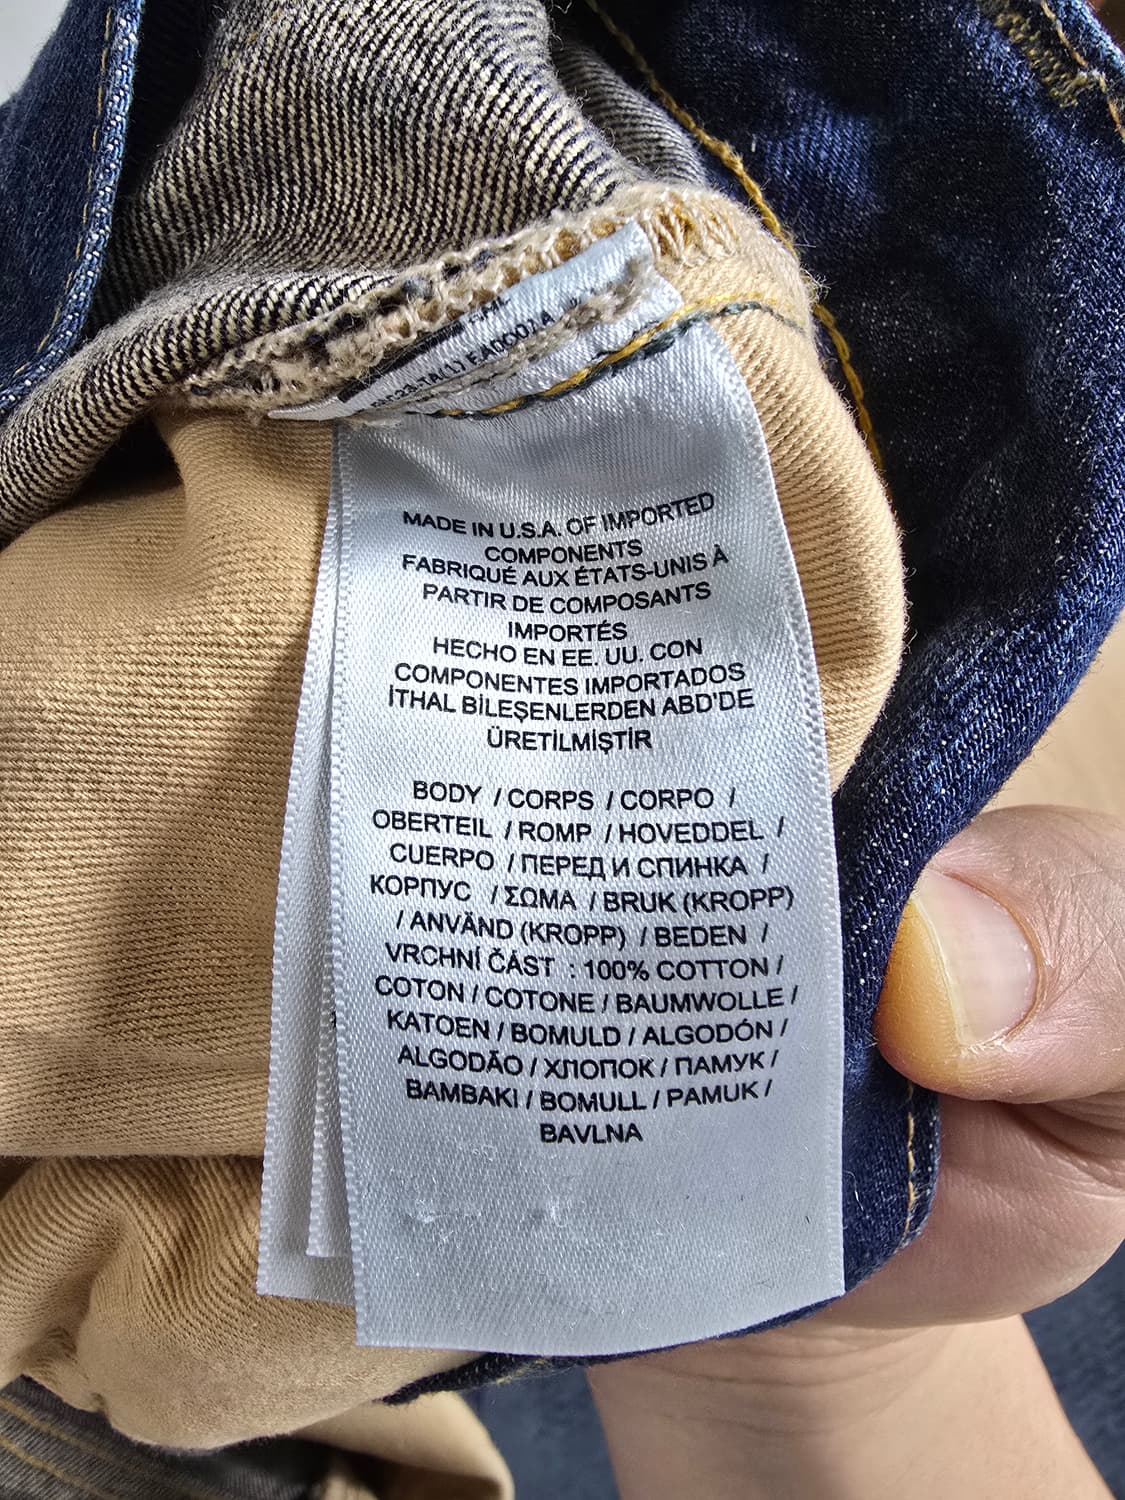 MADE IN U.S.A. OF IMPORTED
COMPONENTS
FABRIQUÉ AUX ÉTATS-UNIS À
PARTIR DE COMPOSANTS
IMPORTÉS
HECHO EN EE. UU. CON
COMPONENTES IMPORTADOS
İTHAL BİLEŞENLERDEN ABD'DE
ÜRETİLMİŞTİR
BODY / CORPS / CORPO /
OBERTEIL / ROMP / HOVEDDEL /
CUERPO / ПЕРЕД И СПИНКА /
КОРПУС / ΣΩΜΑ / BRUK (KROPP)
/ ANVÄND (KROPP) / BEDEN /
VRCHNÍ ČÁST : 100% COTTON /
COTON / COTONE / BAUMWOLLE /
KATOEN / BOMULD / ALGODÓN /
ALGODÃO / ХЛОПОК / ПАМУК /
ΒΑΜΒΑΚΙ / BOMULL / PAMUK /
BAVLNA